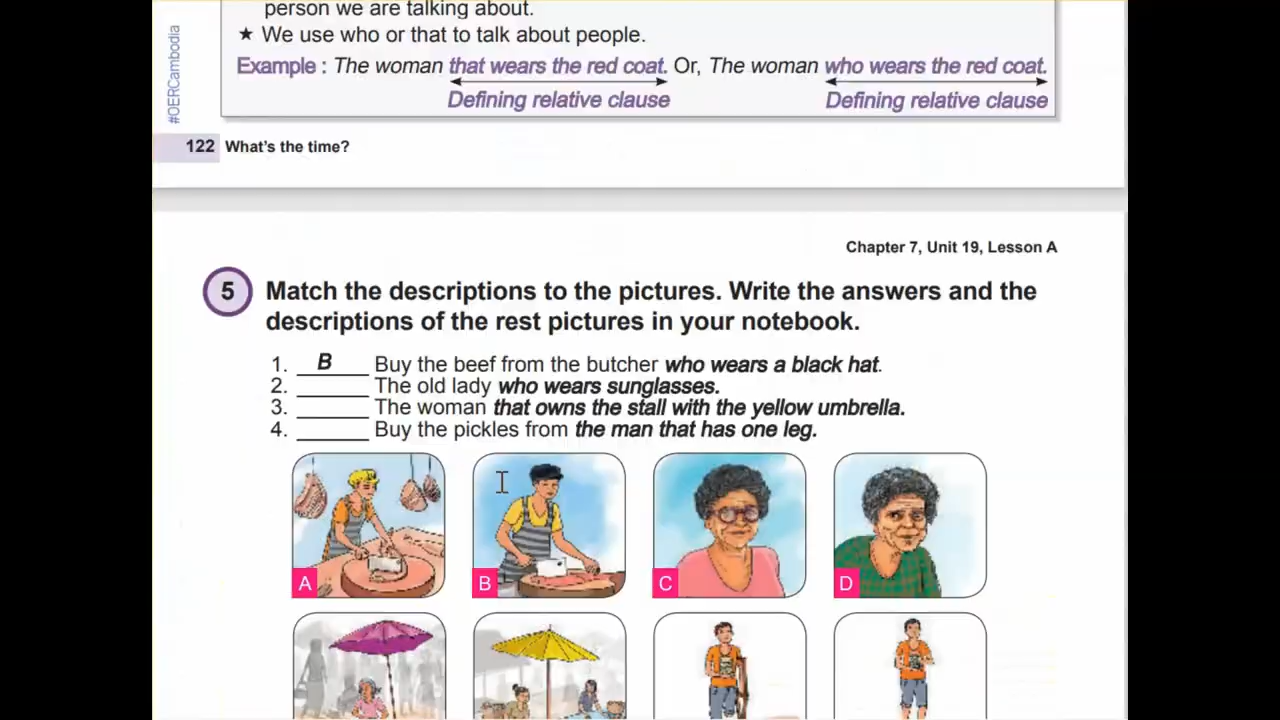 person we are talking about.
★ We use who or that to talk about people.
Example : The woman that wears the red coat. Or, The woman who wears the red coat.
Defining relative clause Defining relative clause
#OERCambodia
122 What's the time?
Chapter 7, Unit 19, Lesson A
5 Match the descriptions to the pictures. Write the answers and the
descriptions of the rest pictures in your notebook.
1. __B__ Buy the beef from the butcher who wears a black hat.
2. ______ The old lady who wears sunglasses.
3. ______ The woman that owns the stall with the yellow umbrella.
4. ______ Buy the pickles from the man that has one leg.
A B C D